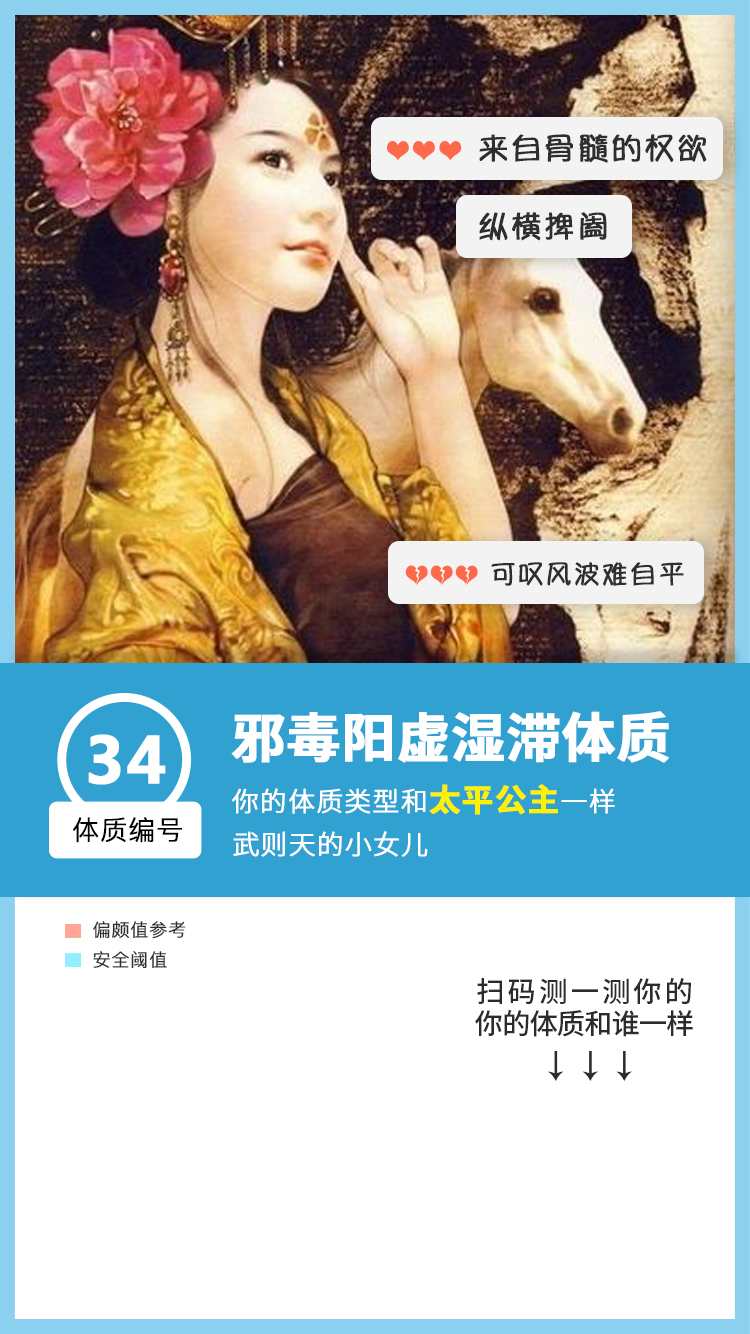 来自骨髓的权欲
纵横捭阖
可叹风波难自平
34
体质编号
邪毒阳虚湿滞体质
你的体质类型和太平公主一样
武则天的小女儿
偏颇值参考
安全阈值
扫码测一测你的
你的体质和谁一样
↓ ↓ ↓